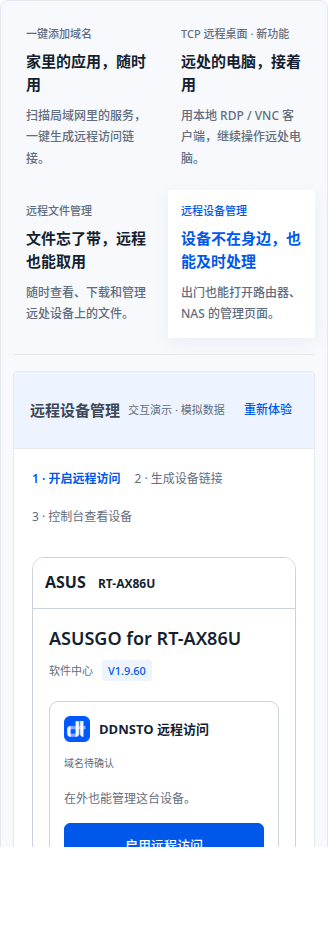 一键添加域名
家里的应用，随时
用
扫描局域网里的服务，
一键生成远程访问链
接。
TCP 远程桌面 · 新功能
远处的电脑，接着
用
用本地 RDP / VNC 客
户端，继续操作远处电
脑。
远程文件管理
文件忘了带，远程
也能取用
随时查看、下载和管理
远处设备上的文件。
远程设备管理
设备不在身边，也
能及时处理
出门也能打开路由器、
NAS 的管理页面。
远程设备管理 交互演示 · 模拟数据 重新体验
1 · 开启远程访问 2 · 生成设备链接
3 · 控制台查看设备
ASUS RT-AX86U
ASUSGO for RT-AX86U
软件中心 V1.9.60
dt DDNSTO 远程访问
域名待确认
在外也能管理这台设备。
启用远程访问